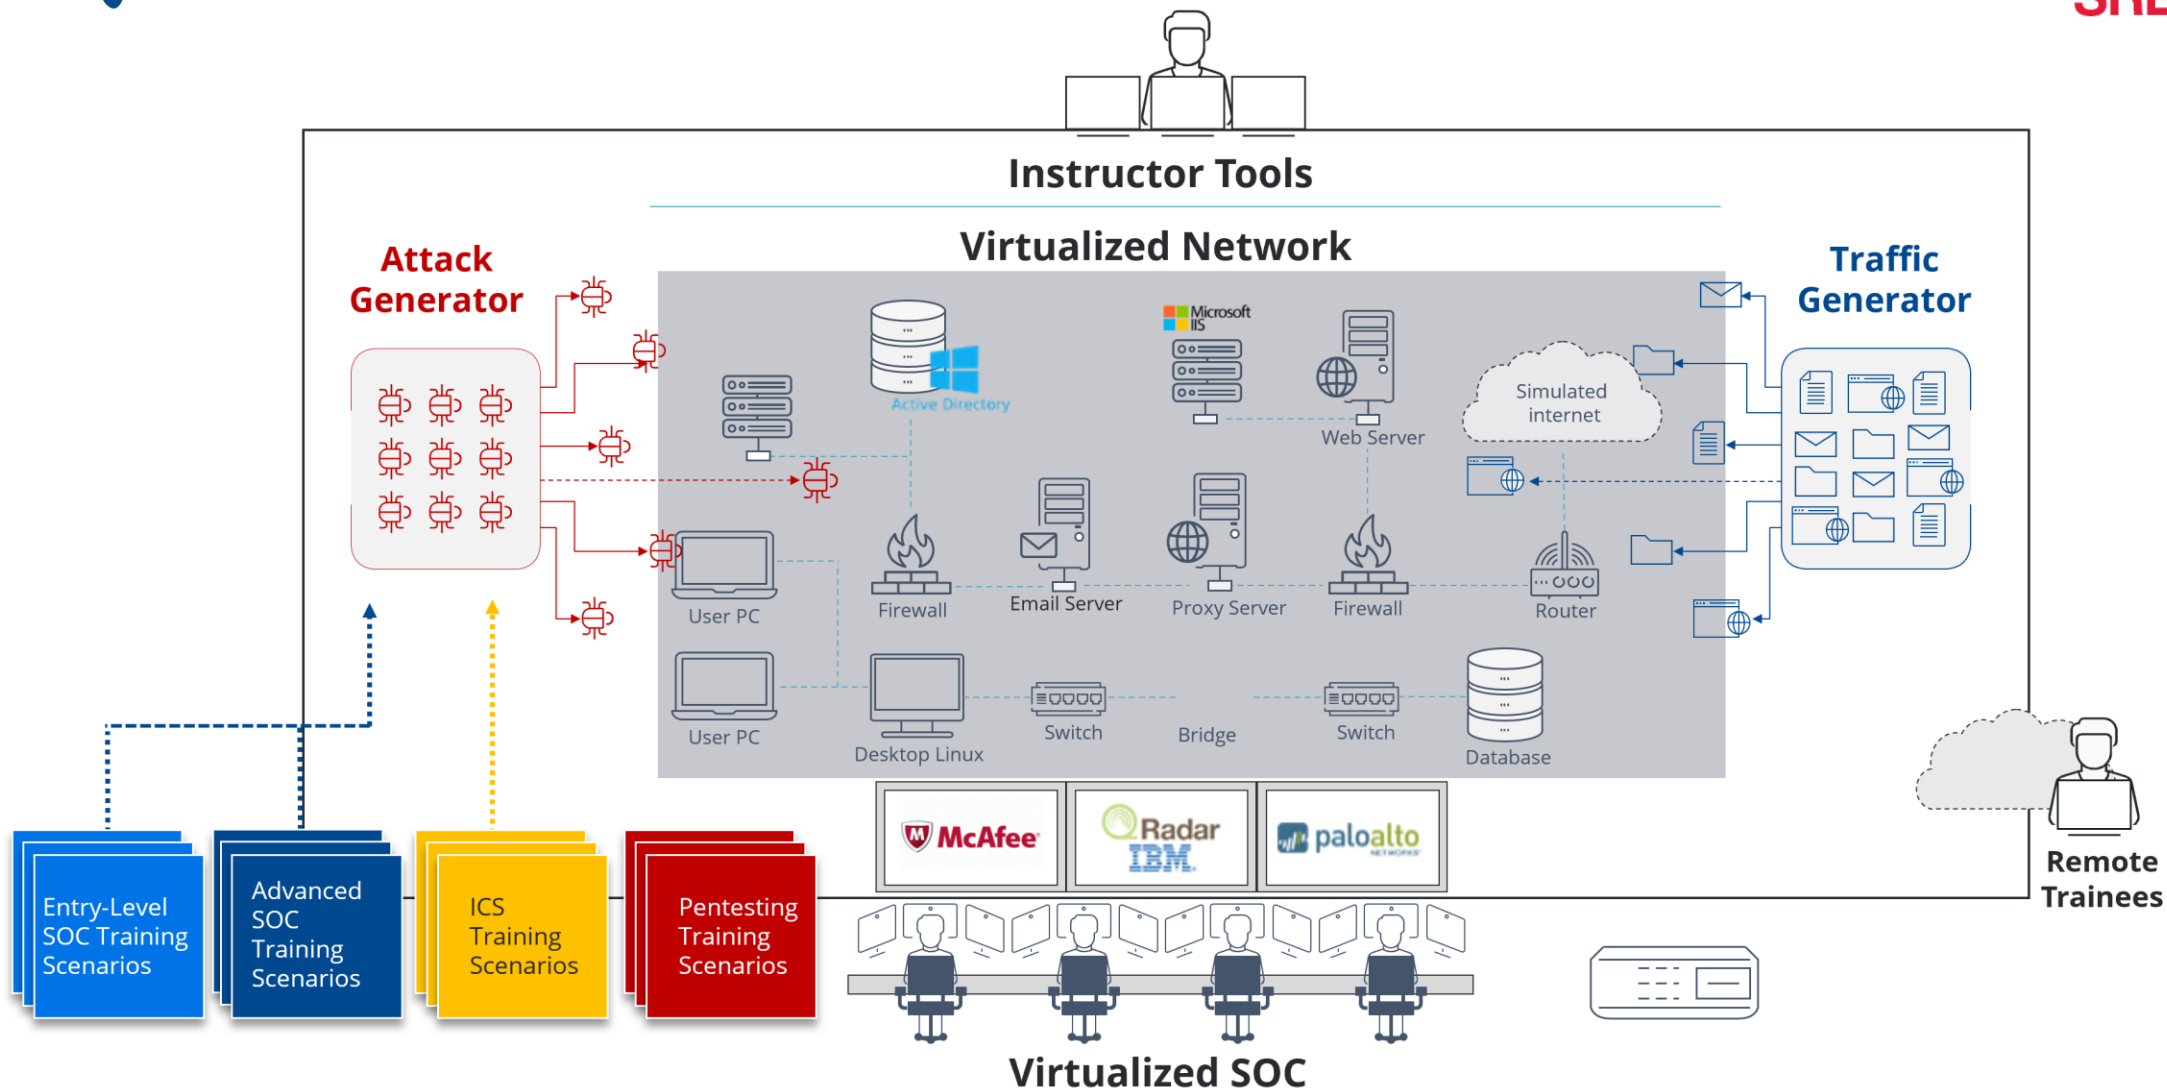 Instructor Tools
Virtualized Network
Attack
Generator
Traffic
Generator
Microsoft
IIS
Active Directory
Web Server
Simulated
internet
User PC
Firewall
Email Server
Proxy Server
Firewall
Router
User PC
Desktop Linux
Switch
Bridge
Switch
Database
McAfee
QRadar
IBM
paloalto
NETWORKS
Remote
Trainees
Entry-Level
SOC Training
Scenarios
Advanced
SOC
Training
Scenarios
ICS
Training
Scenarios
Pentesting
Training
Scenarios
Virtualized SOC